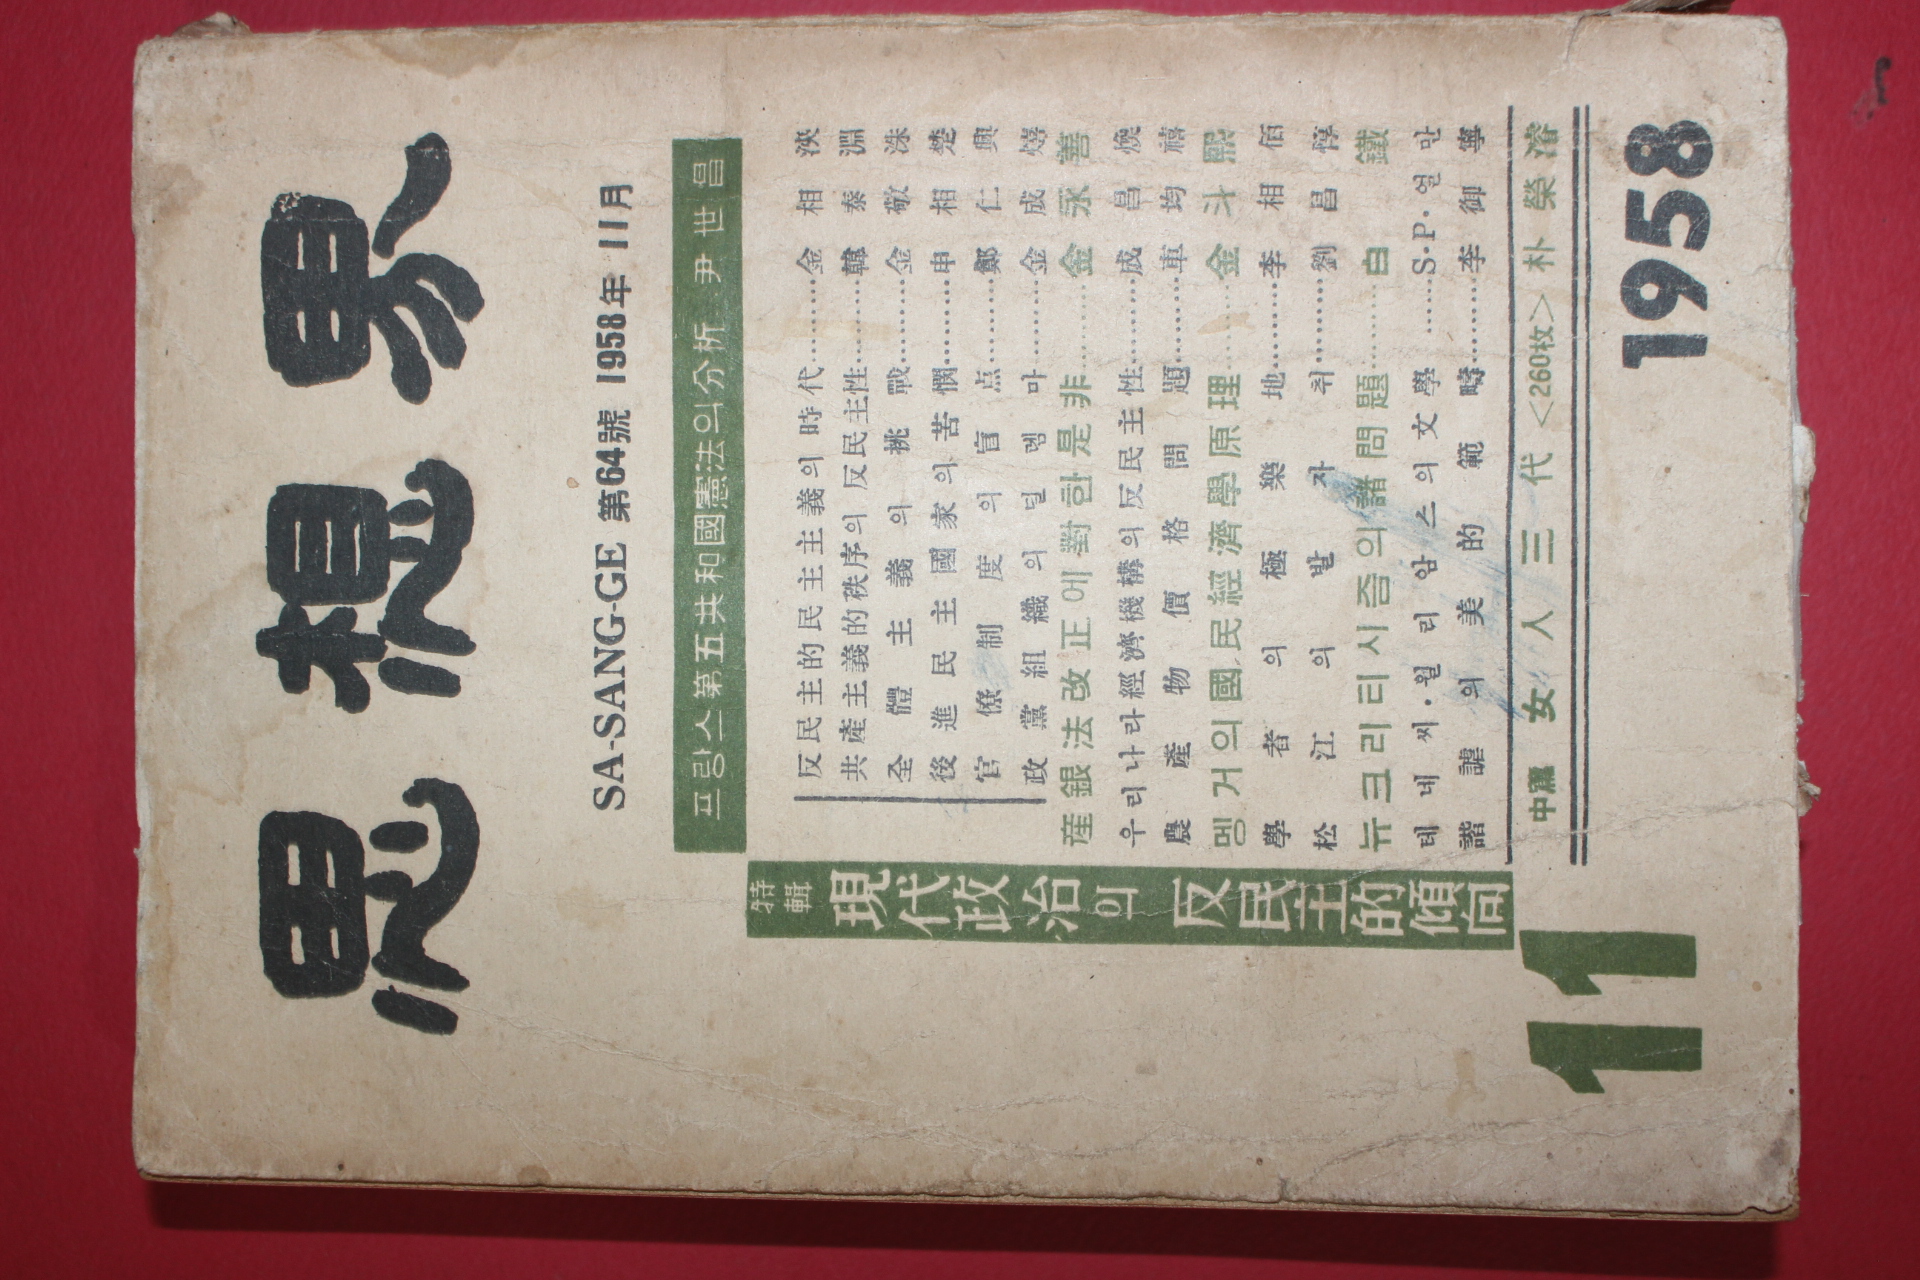 思想界
SA-SANG-GE 第64號 1958年 11月
프랑스第五共和國憲法의分析 尹世昌
特輯
現代政治의 反民主的傾向
反民主的民主主義의時代……金相浹
共産主義的秩序의反民主性……韓泰淵
全體主義의挑戰……金敬洙
後進民主國家의苦憫……申相楚
官僚制度의盲点……鄭仁興
政黨組織의딜렘마……金成熺
産銀法改正에對한是非……金永善
우리나라經濟機構의反民主性……成昌煥
農産物價格問題……車均禧
멩거의國民經濟學原理……金斗熙
學者의極樂地……李相佰
松江의발자취……劉昌惇
뉴크리티시즘의諸問題……白鐵
테네씨·윌리암스의文學……S·P·얼만
諧謔의美的範疇……李御寧
中篇 女人三代<260枚>朴榮濬
11 1958